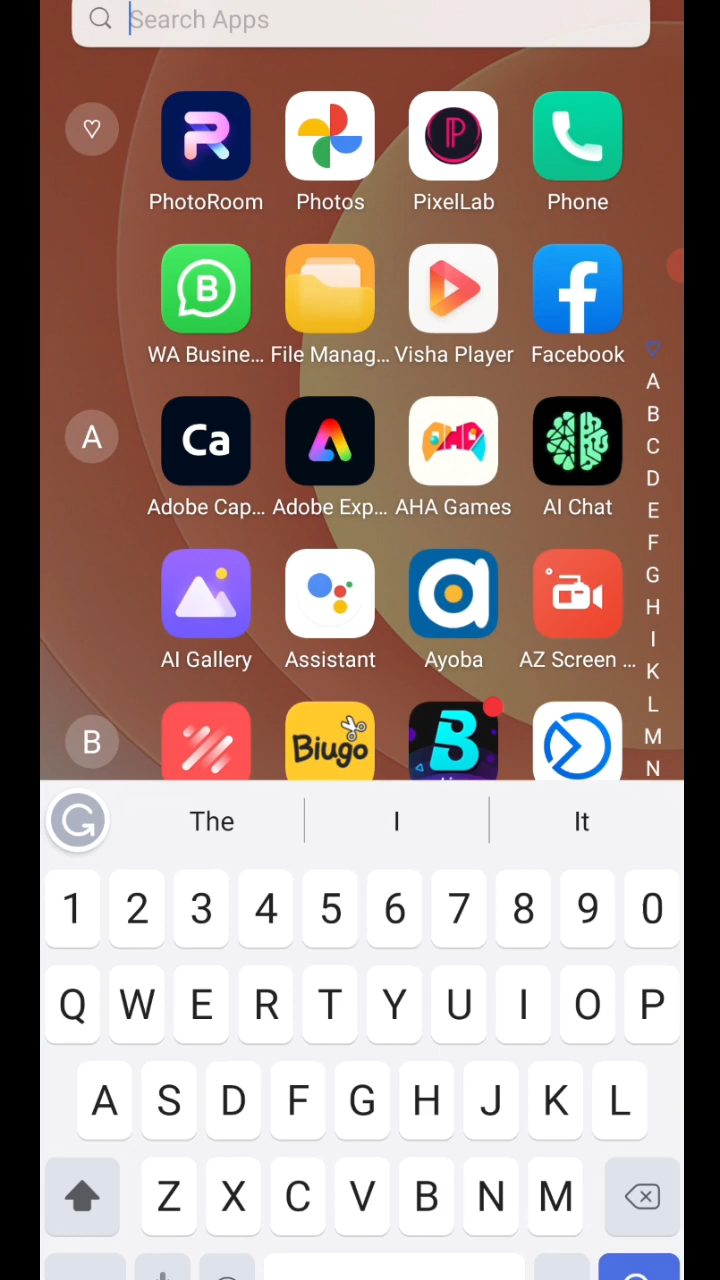 Search Apps
PhotoRoom Photos PixelLab Phone
WA Busine... File Manag... Visha Player Facebook
A
B
C
D
E
F
G
H
I
K
L
M
N
A
Ca
Adobe Cap... Adobe Exp... AHA Games AI Chat
AI Gallery Assistant Ayoba AZ Screen ...
B
Biugo
The I It
1 2 3 4 5 6 7 8 9 0
Q W E R T Y U I O P
A S D F G H J K L
Z X C V B N M